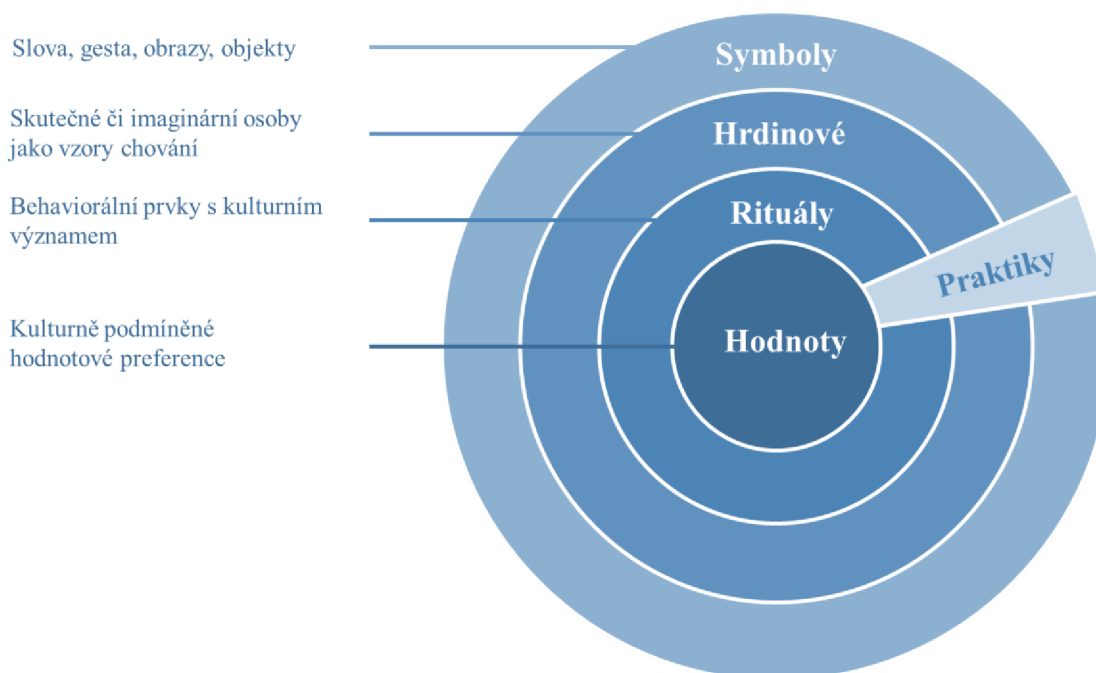 Slova, gesta, obrazy, objekty
Symboly
Skutečné či imaginární osoby
jako vzory chování
Hrdinové
Behaviorální prvky s kulturním
významem
Rituály
Praktiky
Kulturně podmíněné
hodnotové preference
Hodnoty